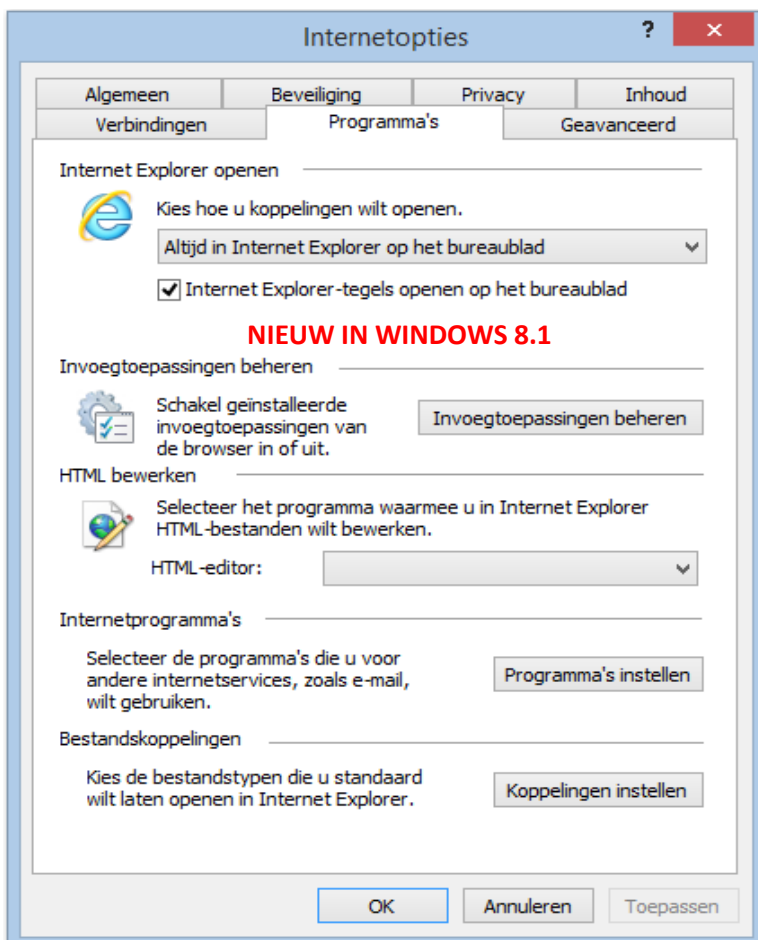 Internetopties
?
Algemeen Beveiliging Privacy Inhoud
Verbindingen Programma's Geavanceerd
Internet Explorer openen
Kies hoe u koppelingen wilt openen.
Altijd in Internet Explorer op het bureaublad
Internet Explorer-tegels openen op het bureaublad
NIEUW IN WINDOWS 8.1
Invoegtoepassingen beheren
Schakel geïnstalleerde
invoegtoepassingen van
de browser in of uit.
Invoegtoepassingen beheren
HTML bewerken
Selecteer het programma waarmee u in Internet Explorer
HTML-bestanden wilt bewerken.
HTML-editor:
Internetprogramma's
Selecteer de programma's die u voor
andere internetservices, zoals e-mail,
wilt gebruiken.
Programma's instellen
Bestandskoppelingen
Kies de bestandstypen die u standaard
wilt laten openen in Internet Explorer.
Koppelingen instellen
OK Annuleren Toepassen